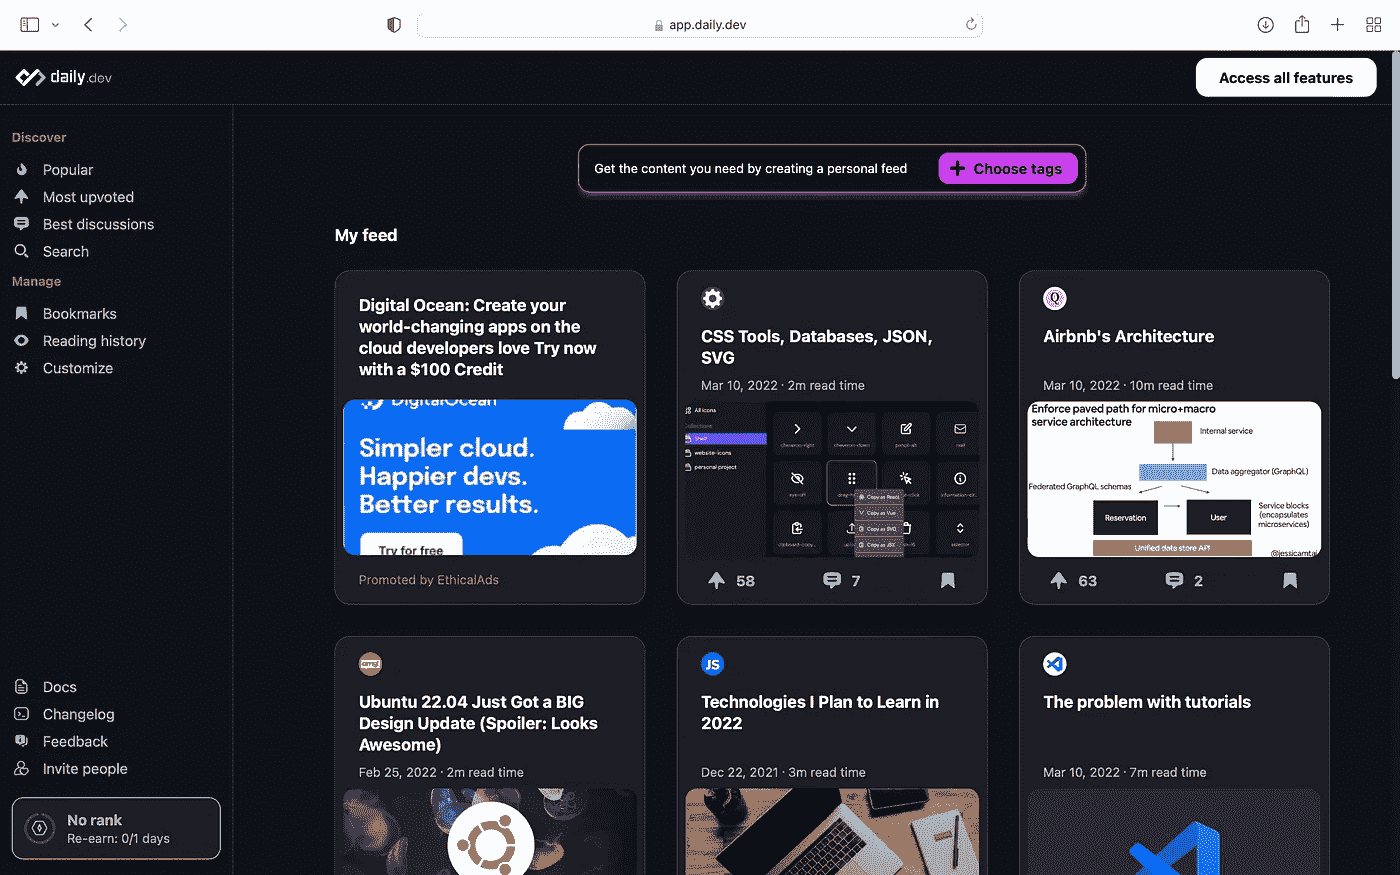 app.daily.dev
daily.dev
Access all features
Discover
Popular
Most upvoted
Best discussions
Search
Manage
Bookmarks
Reading history
Customize
Docs
Changelog
Feedback
Invite people
No rank
Re-earn: 0/1 days
Get the content you need by creating a personal feed
Choose tags
My feed
Digital Ocean: Create your
world-changing apps on the
cloud developers love Try now
with a $100 Credit
DigitalOcean
Simpler cloud.
Happier devs.
Better results.
Try for free
Promoted by EthicalAds
CSS Tools, Databases, JSON,
SVG
Mar 10, 2022 · 2m read time
All icons
website-icons
personal project
chevron-right
chevron-down
pencil-alt
mail
eye-off
Copy as React
Copy as Vue
Copy as SVG
Copy as JSX
selector
58
7
Q
Airbnb's Architecture
Mar 10, 2022 · 10m read time
Enforce paved path for micro+macro
service architecture
Internal service
Data aggregator (GraphQL)
Federated GraphQL schemas
Reservation
User
Service blocks
(encapsulates
microservices)
Unified data store API
@jessicamtai
63
2
omg!
Ubuntu 22.04 Just Got a BIG
Design Update (Spoiler: Looks
Awesome)
Feb 25, 2022 · 2m read time
JS
Technologies I Plan to Learn in
2022
Dec 22, 2021 · 3m read time
The problem with tutorials
Mar 10, 2022 · 7m read time